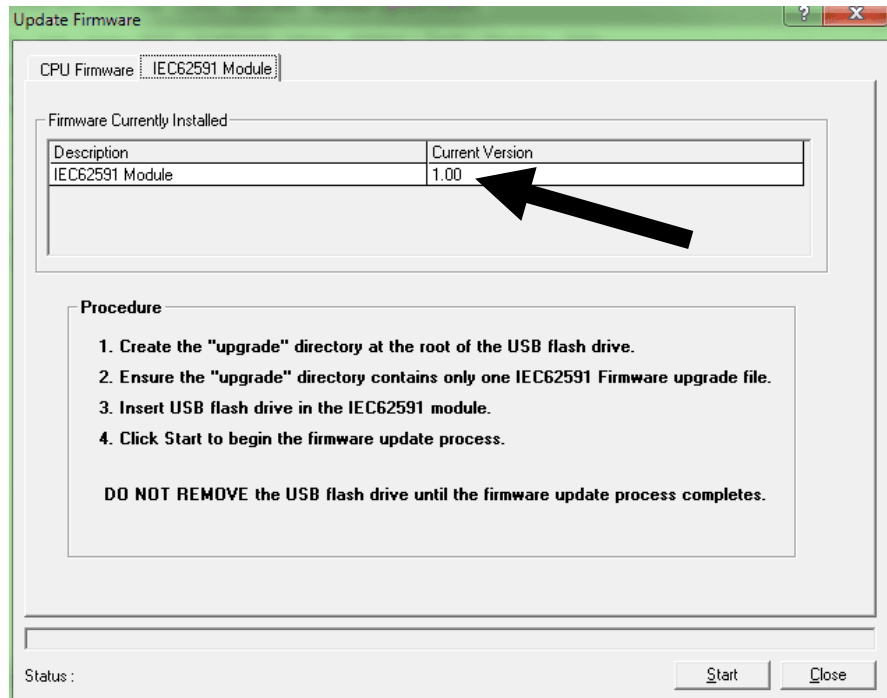 Update Firmware
?
CPU Firmware IEC62591 Module
Firmware Currently Installed
Description Current Version
IEC62591 Module 1.00
Procedure
1. Create the "upgrade" directory at the root of the USB flash drive.
2. Ensure the "upgrade" directory contains only one IEC62591 Firmware upgrade file.
3. Insert USB flash drive in the IEC62591 module.
4. Click Start to begin the firmware update process.
DO NOT REMOVE the USB flash drive until the firmware update process completes.
Status :
Start Close